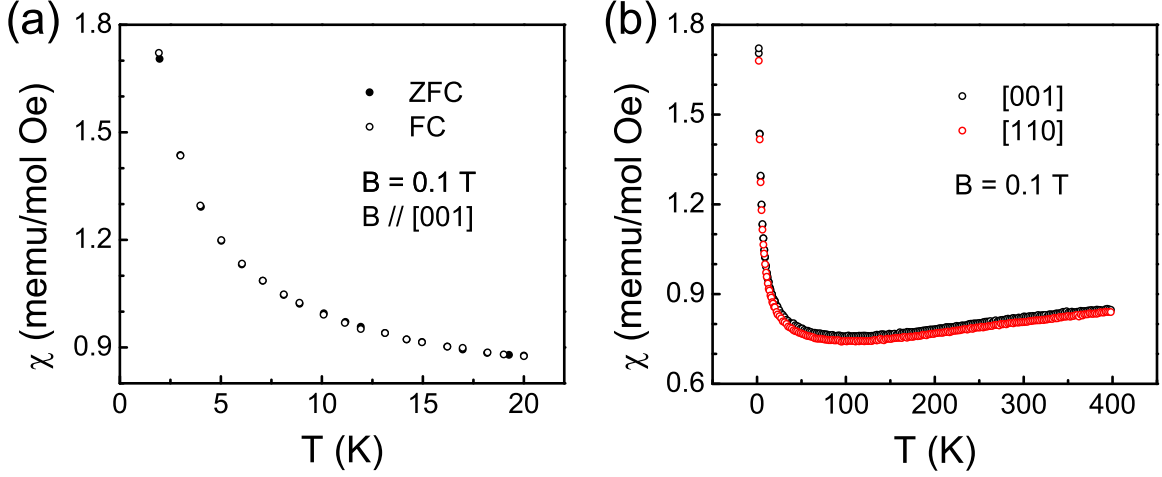 (a)
1.8
1.5
1.2
0.9
χ (memu/mol Oe)
ZFC
FC
B = 0.1 T
B // [001]
0 5 10 15 20
T (K)
(b)
1.8
1.5
1.2
0.9
0.6
χ (memu/mol Oe)
[001]
[110]
B = 0.1 T
0 100 200 300 400
T (K)